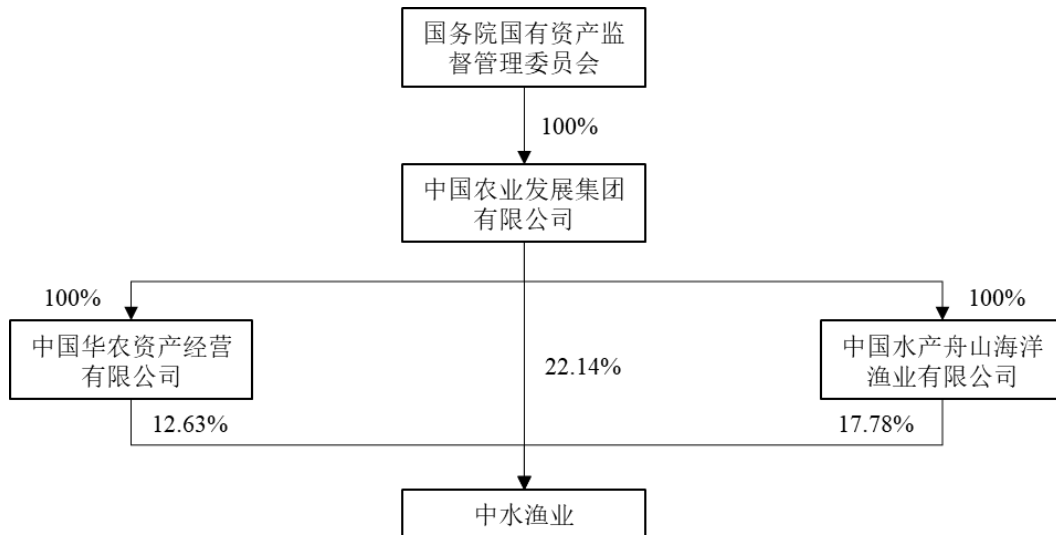 国务院国有资产监
督管理委员会
100%
中国农业发展集团
有限公司
100%
100%
中国华农资产经营
有限公司
22.14%
中国水产舟山海洋
渔业有限公司
12.63%
17.78%
中水渔业